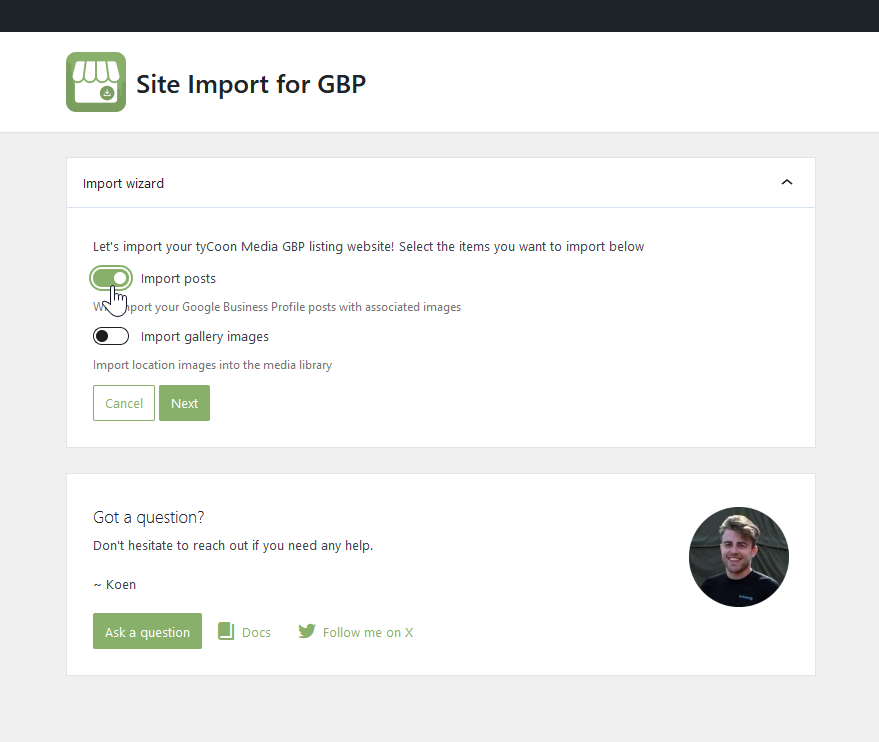 Site Import for GBP
Import wizard
Let's import your tyCoon Media GBP listing website! Select the items you want to import below
Import posts
import your Google Business Profile posts with associated images
Import gallery images
Import location images into the media library
Cancel
Next
Got a question?
Don't hesitate to reach out if you need any help.
~ Koen
Ask a question
Docs
Follow me on X